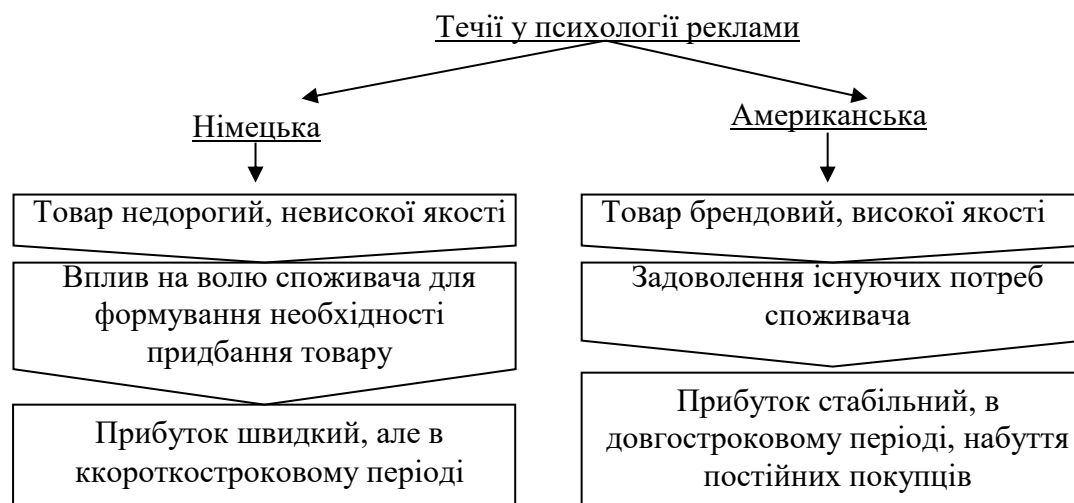 Течії у психології реклами
Німецька
Американська
Товар недорогий, невисокої якості
Вплив на волю споживача для
формування необхідності
придбання товару
Прибуток швидкий, але в
ккороткостроковому періоді
Товар брендовий, високої якості
Задоволення існуючих потреб
споживача
Прибуток стабільний, в
довгостроковому періоді, набуття
постійних покупців